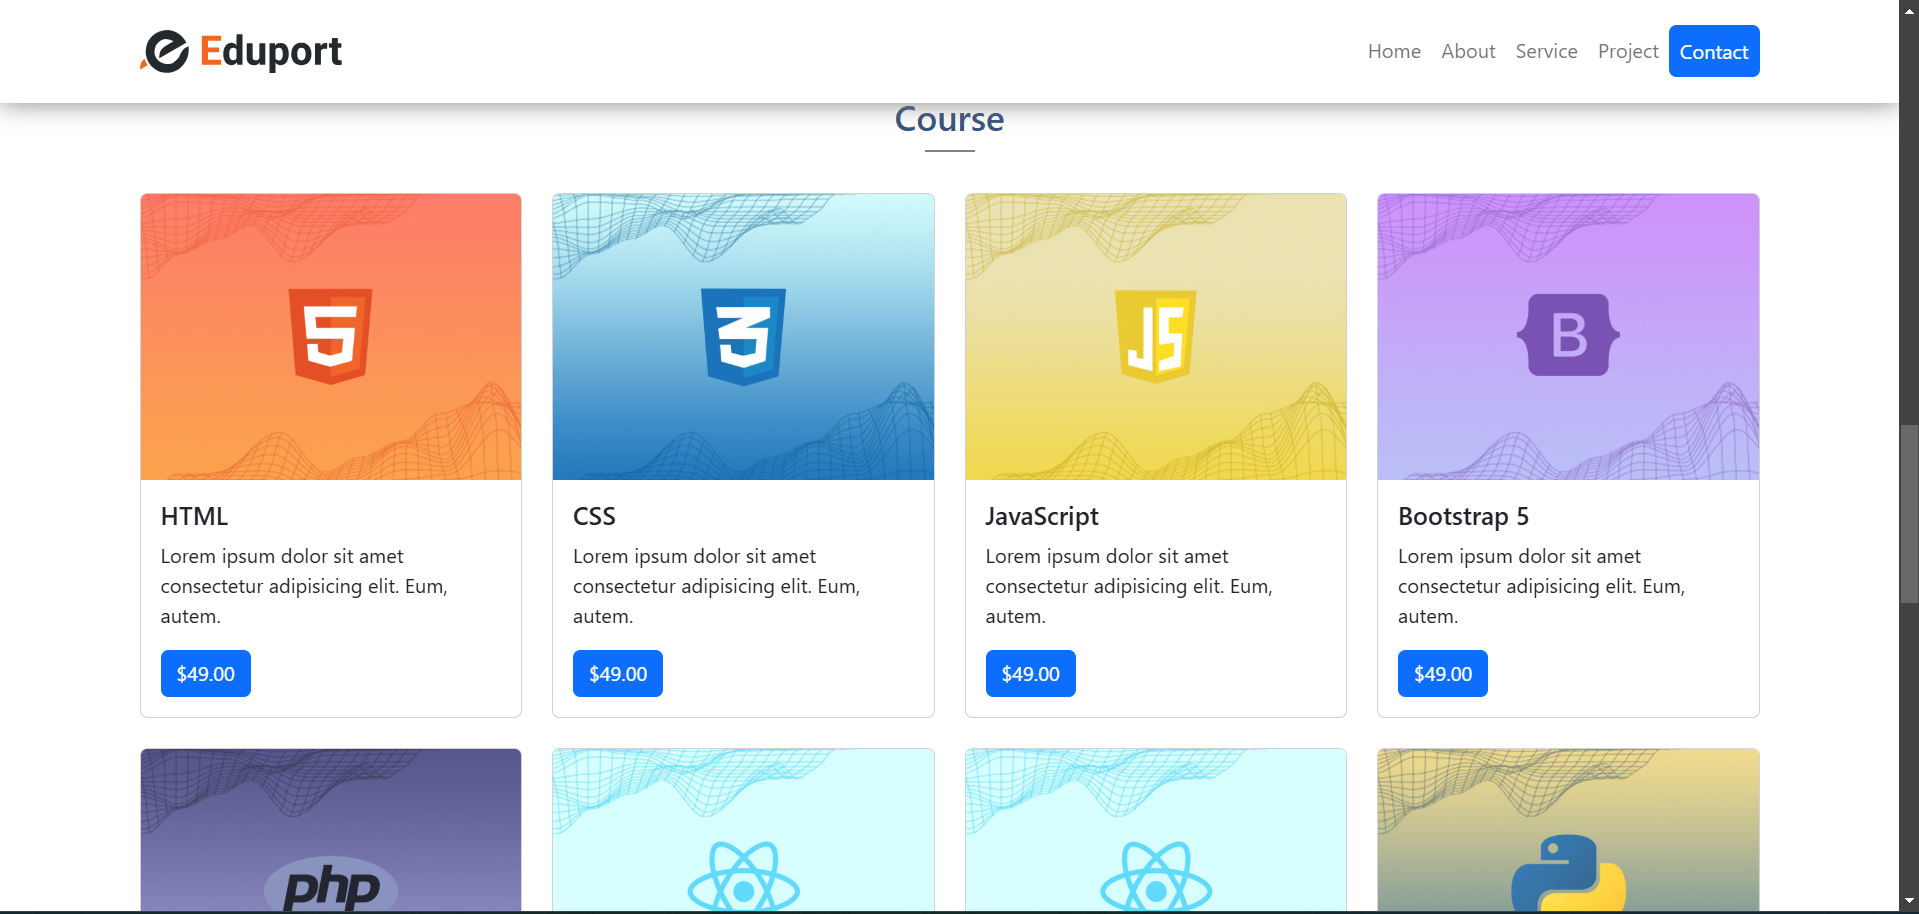 Eduport
Home About Service Project Contact
Course
HTML
Lorem ipsum dolor sit amet
consectetur adipisicing elit. Eum,
autem.
$49.00
CSS
Lorem ipsum dolor sit amet
consectetur adipisicing elit. Eum,
autem.
$49.00
JS
JavaScript
Lorem ipsum dolor sit amet
consectetur adipisicing elit. Eum,
autem.
$49.00
B
Bootstrap 5
Lorem ipsum dolor sit amet
consectetur adipisicing elit. Eum,
autem.
$49.00
php